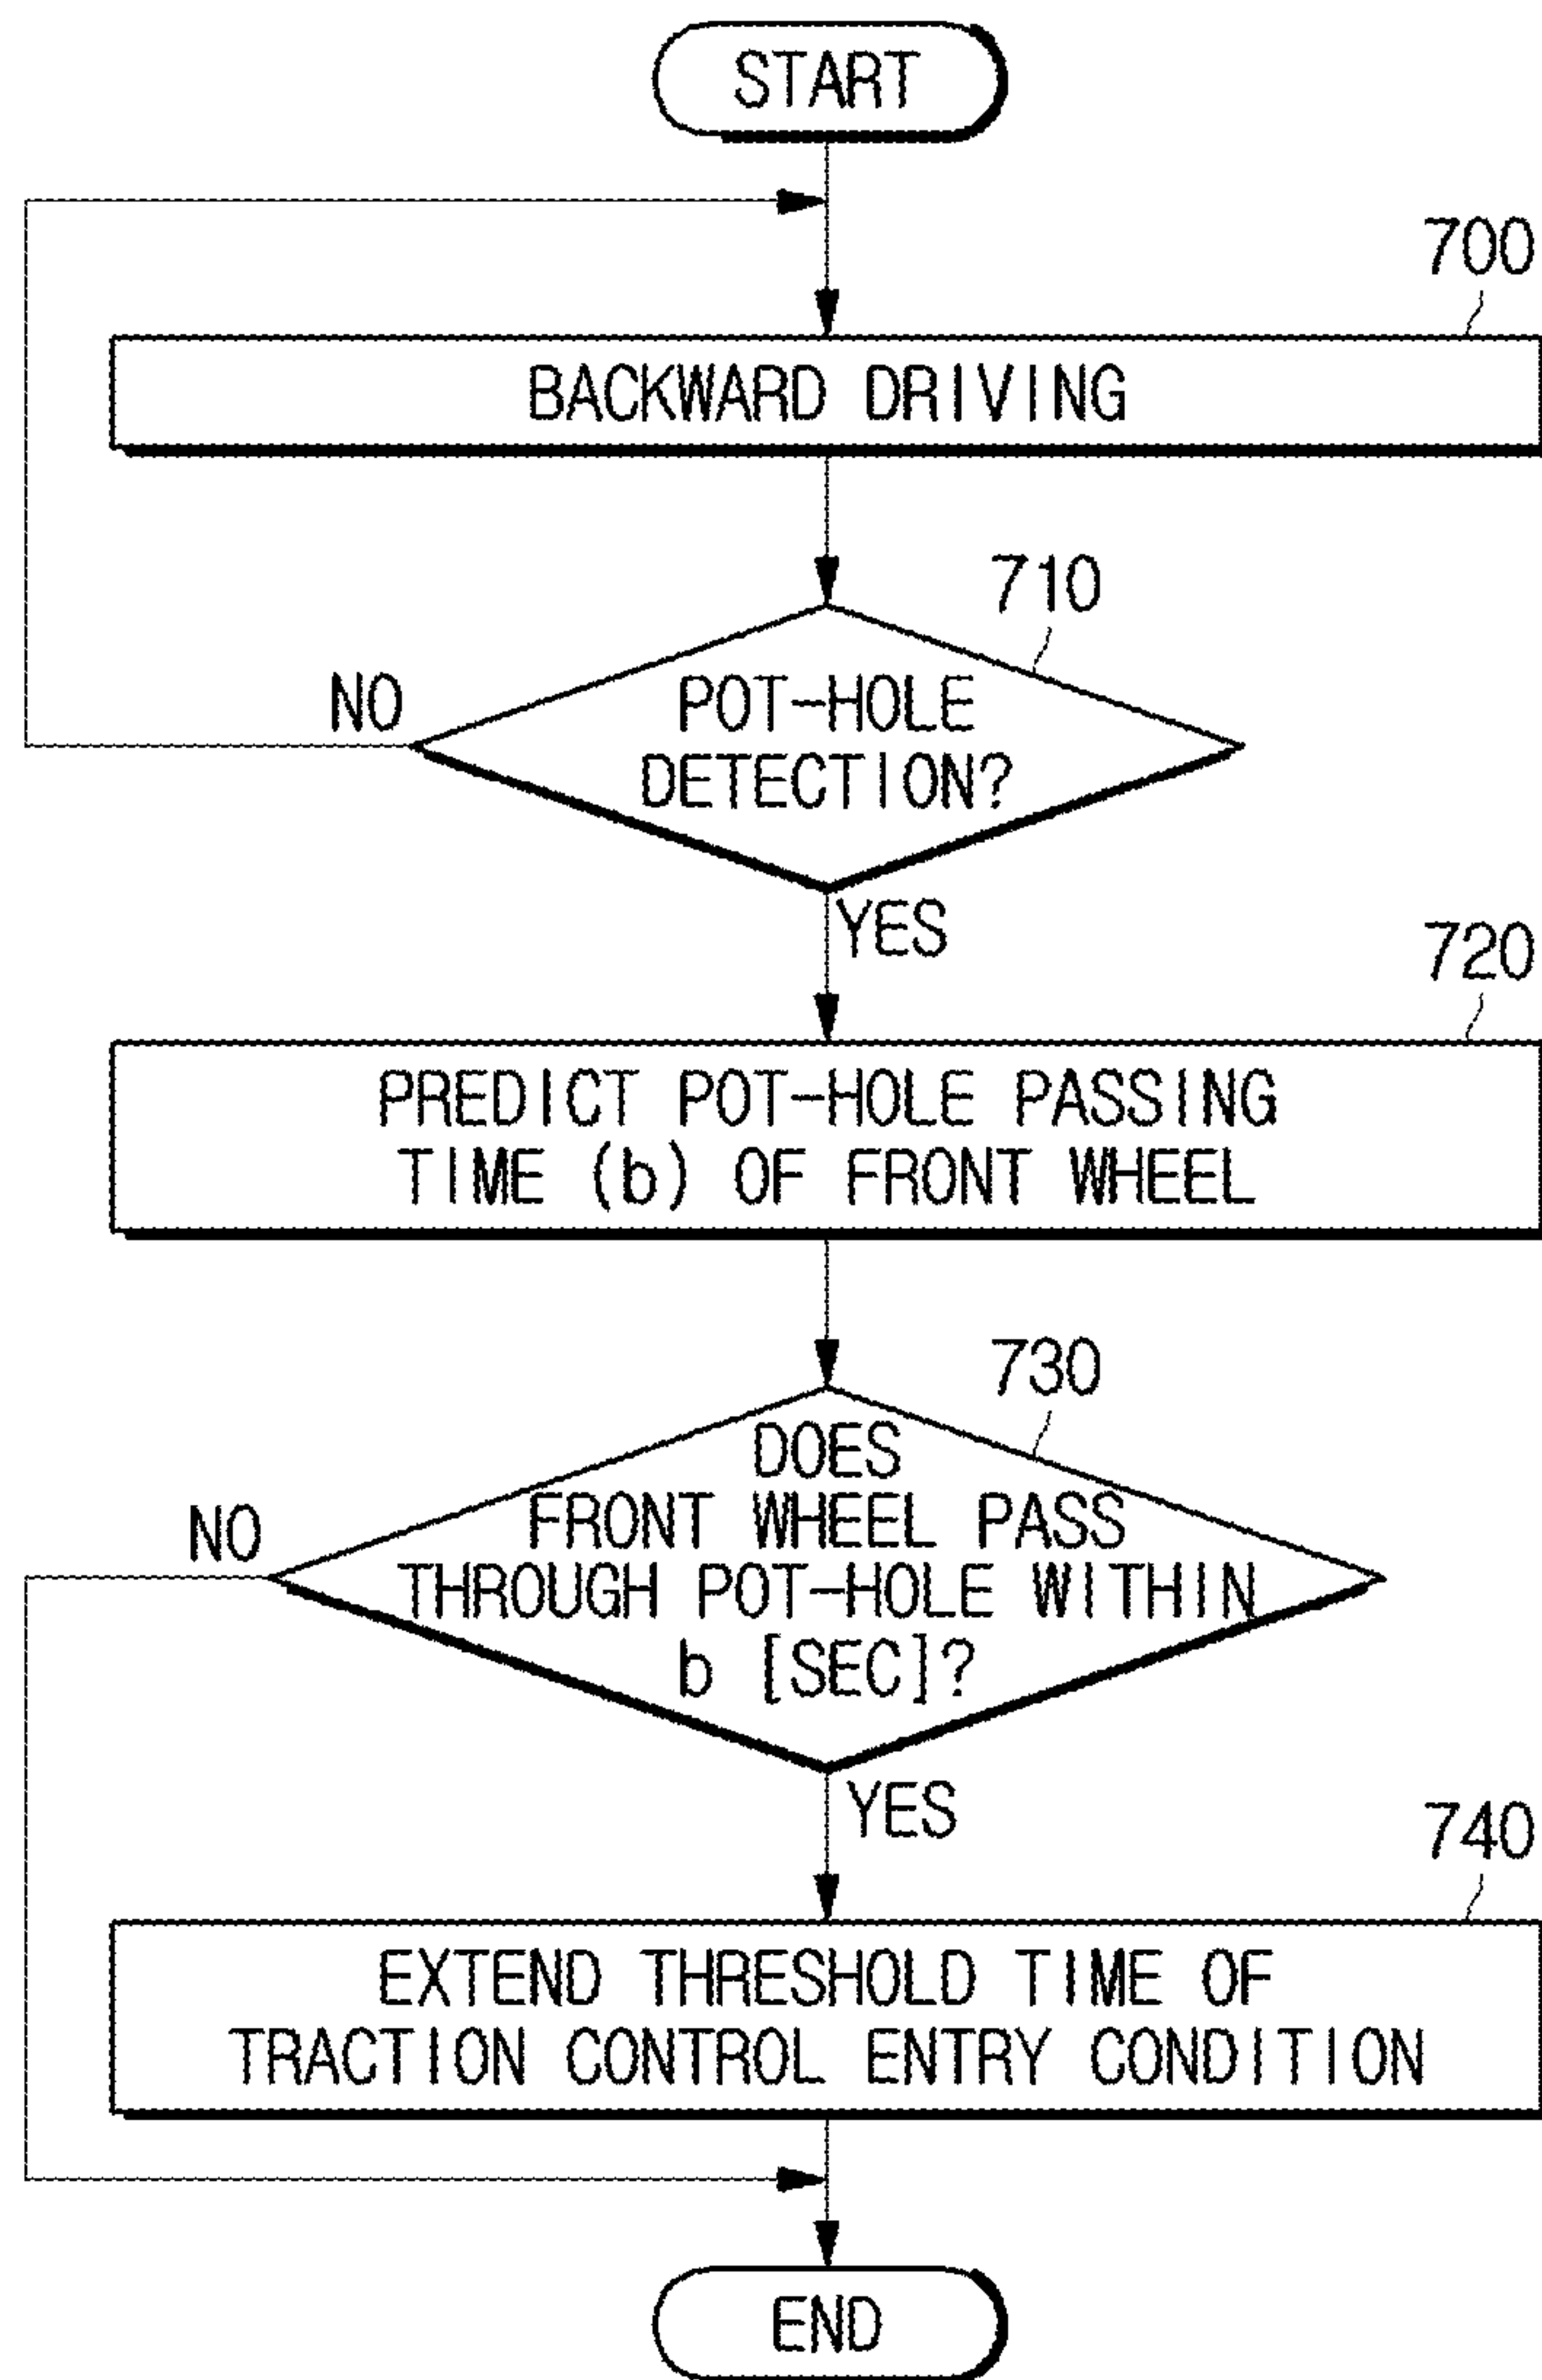 START
700
BACKWARD DRIVING
710
POT-HOLE
DETECTION?
NO
YES
720
PREDICT POT-HOLE PASSING
TIME (b) OF FRONT WHEEL
730
DOES
FRONT WHEEL PASS
THROUGH POT-HOLE WITHIN
b [SEC]?
NO
YES
740
EXTEND THRESHOLD TIME OF
TRACTION CONTROL ENTRY CONDITION
END